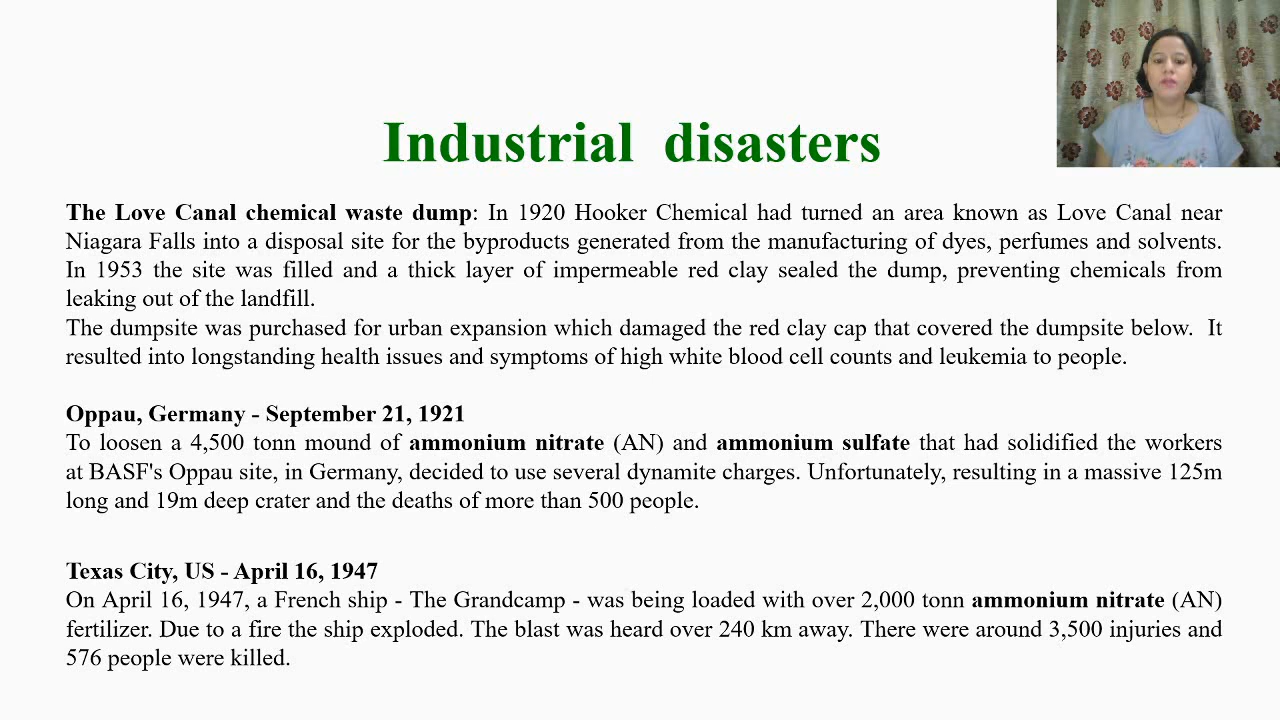 Industrial disasters
The Love Canal chemical waste dump: In 1920 Hooker Chemical had turned an area known as Love Canal near
Niagara Falls into a disposal site for the byproducts generated from the manufacturing of dyes, perfumes and solvents.
In 1953 the site was filled and a thick layer of impermeable red clay sealed the dump, preventing chemicals from
leaking out of the landfill.
The dumpsite was purchased for urban expansion which damaged the red clay cap that covered the dumpsite below. It
resulted into longstanding health issues and symptoms of high white blood cell counts and leukemia to people.
Oppau, Germany - September 21, 1921
To loosen a 4,500 tonn mound of ammonium nitrate (AN) and ammonium sulfate that had solidified the workers
at BASF's Oppau site, in Germany, decided to use several dynamite charges. Unfortunately, resulting in a massive 125m
long and 19m deep crater and the deaths of more than 500 people.
Texas City, US - April 16, 1947
On April 16, 1947, a French ship - The Grandcamp - was being loaded with over 2,000 tonn ammonium nitrate (AN)
fertilizer. Due to a fire the ship exploded. The blast was heard over 240 km away. There were around 3,500 injuries and
576 people were killed.